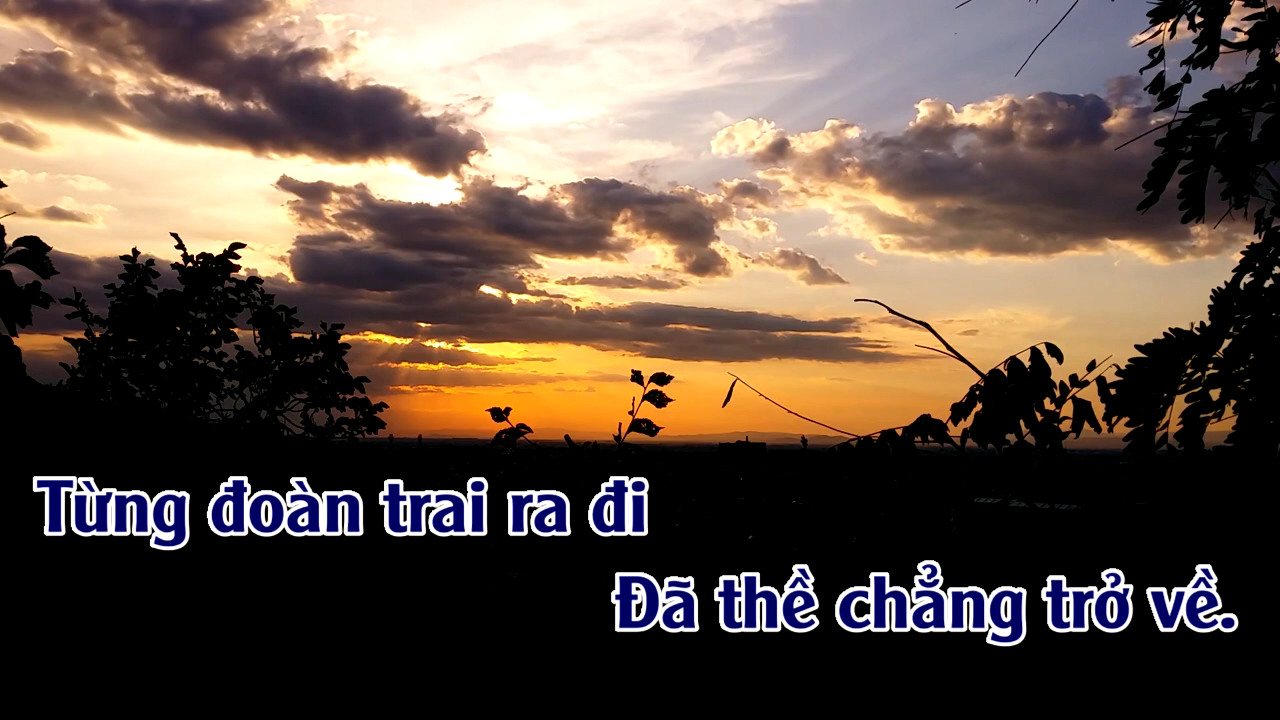 Từng đoàn trai ra đi
Đã thề chẳng trở về.